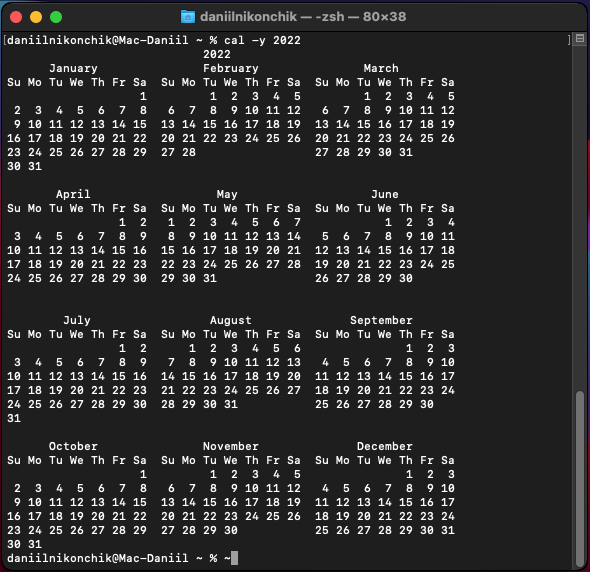 daniilnikonchik — -zsh — 80×38
[daniilnikonchik@Mac-Daniil ~ % cal -y 2022 ]
                            2022
      January               February               March
Su Mo Tu We Th Fr Sa  Su Mo Tu We Th Fr Sa  Su Mo Tu We Th Fr Sa
                   1         1  2  3  4  5         1  2  3  4  5
 2  3  4  5  6  7  8   6  7  8  9 10 11 12   6  7  8  9 10 11 12
 9 10 11 12 13 14 15  13 14 15 16 17 18 19  13 14 15 16 17 18 19
16 17 18 19 20 21 22  20 21 22 23 24 25 26  20 21 22 23 24 25 26
23 24 25 26 27 28 29  27 28                 27 28 29 30 31
30 31
       April                  May                   June
Su Mo Tu We Th Fr Sa  Su Mo Tu We Th Fr Sa  Su Mo Tu We Th Fr Sa
                1  2   1  2  3  4  5  6  7            1  2  3  4
 3  4  5  6  7  8  9   8  9 10 11 12 13 14   5  6  7  8  9 10 11
10 11 12 13 14 15 16  15 16 17 18 19 20 21  12 13 14 15 16 17 18
17 18 19 20 21 22 23  22 23 24 25 26 27 28  19 20 21 22 23 24 25
24 25 26 27 28 29 30  29 30 31              26 27 28 29 30
        July                 August              September
Su Mo Tu We Th Fr Sa  Su Mo Tu We Th Fr Sa  Su Mo Tu We Th Fr Sa
                1  2      1  2  3  4  5  6               1  2  3
 3  4  5  6  7  8  9   7  8  9 10 11 12 13   4  5  6  7  8  9 10
10 11 12 13 14 15 16  14 15 16 17 18 19 20  11 12 13 14 15 16 17
17 18 19 20 21 22 23  21 22 23 24 25 26 27  18 19 20 21 22 23 24
24 25 26 27 28 29 30  28 29 30 31           25 26 27 28 29 30
31
      October               November              December
Su Mo Tu We Th Fr Sa  Su Mo Tu We Th Fr Sa  Su Mo Tu We Th Fr Sa
                   1         1  2  3  4  5               1  2  3
 2  3  4  5  6  7  8   6  7  8  9 10 11 12   4  5  6  7  8  9 10
 9 10 11 12 13 14 15  13 14 15 16 17 18 19  11 12 13 14 15 16 17
16 17 18 19 20 21 22  20 21 22 23 24 25 26  18 19 20 21 22 23 24
23 24 25 26 27 28 29  27 28 29 30           25 26 27 28 29 30 31
30 31
daniilnikonchik@Mac-Daniil ~ % ~